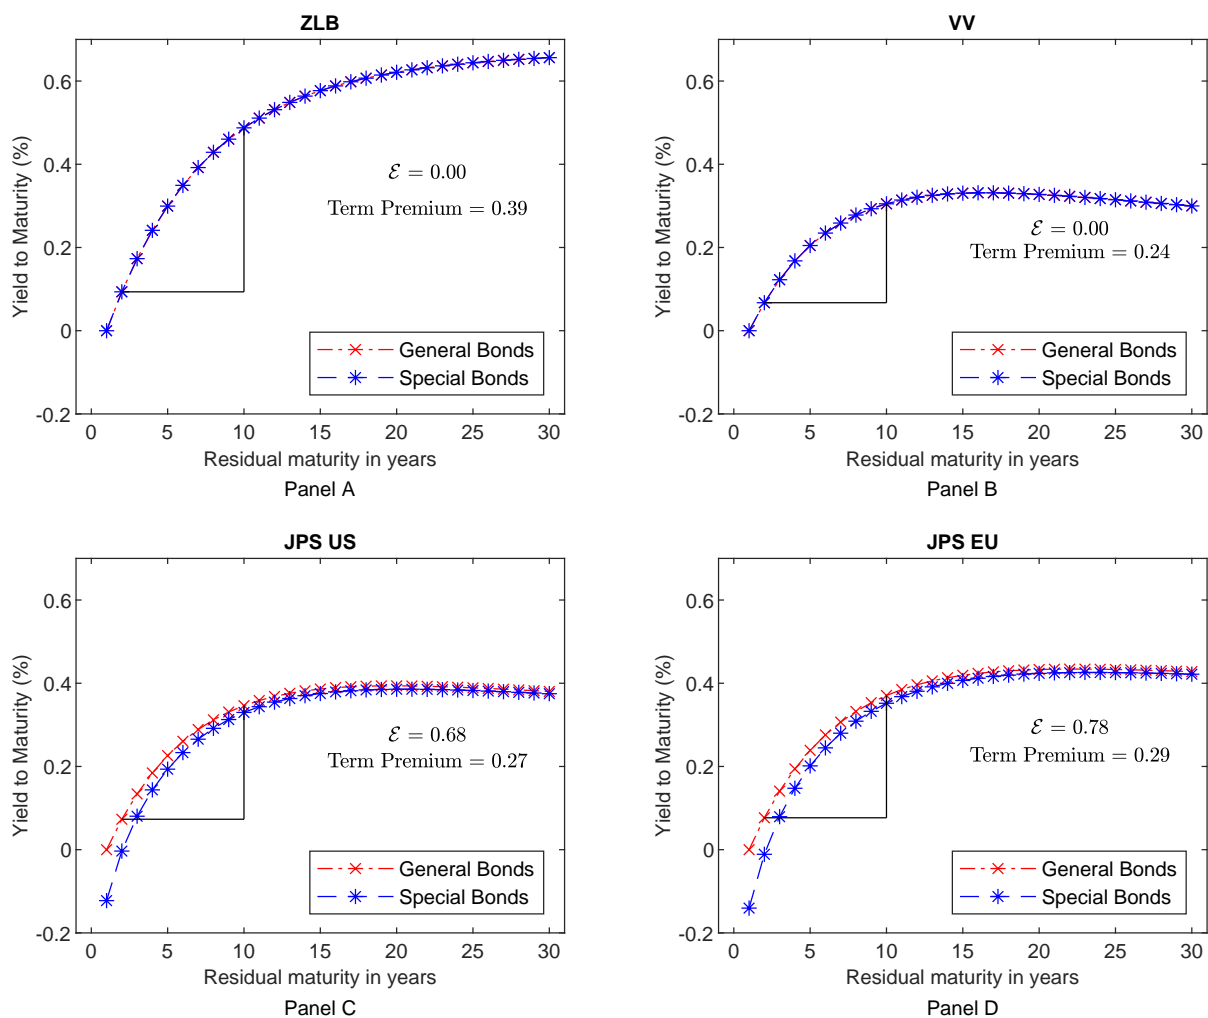 ZLB
0.6
0.4
0.2
0
-0.2
Yield to Maturity (%)
ℰ = 0.00
Term Premium = 0.39
General Bonds
Special Bonds
0 5 10 15 20 25 30
Residual maturity in years
Panel A
VV
0.6
0.4
0.2
0
-0.2
Yield to Maturity (%)
ℰ = 0.00
Term Premium = 0.24
General Bonds
Special Bonds
0 5 10 15 20 25 30
Residual maturity in years
Panel B
JPS US
0.6
0.4
0.2
0
-0.2
Yield to Maturity (%)
ℰ = 0.68
Term Premium = 0.27
General Bonds
Special Bonds
0 5 10 15 20 25 30
Residual maturity in years
Panel C
JPS EU
0.6
0.4
0.2
0
-0.2
Yield to Maturity (%)
ℰ = 0.78
Term Premium = 0.29
General Bonds
Special Bonds
0 5 10 15 20 25 30
Residual maturity in years
Panel D